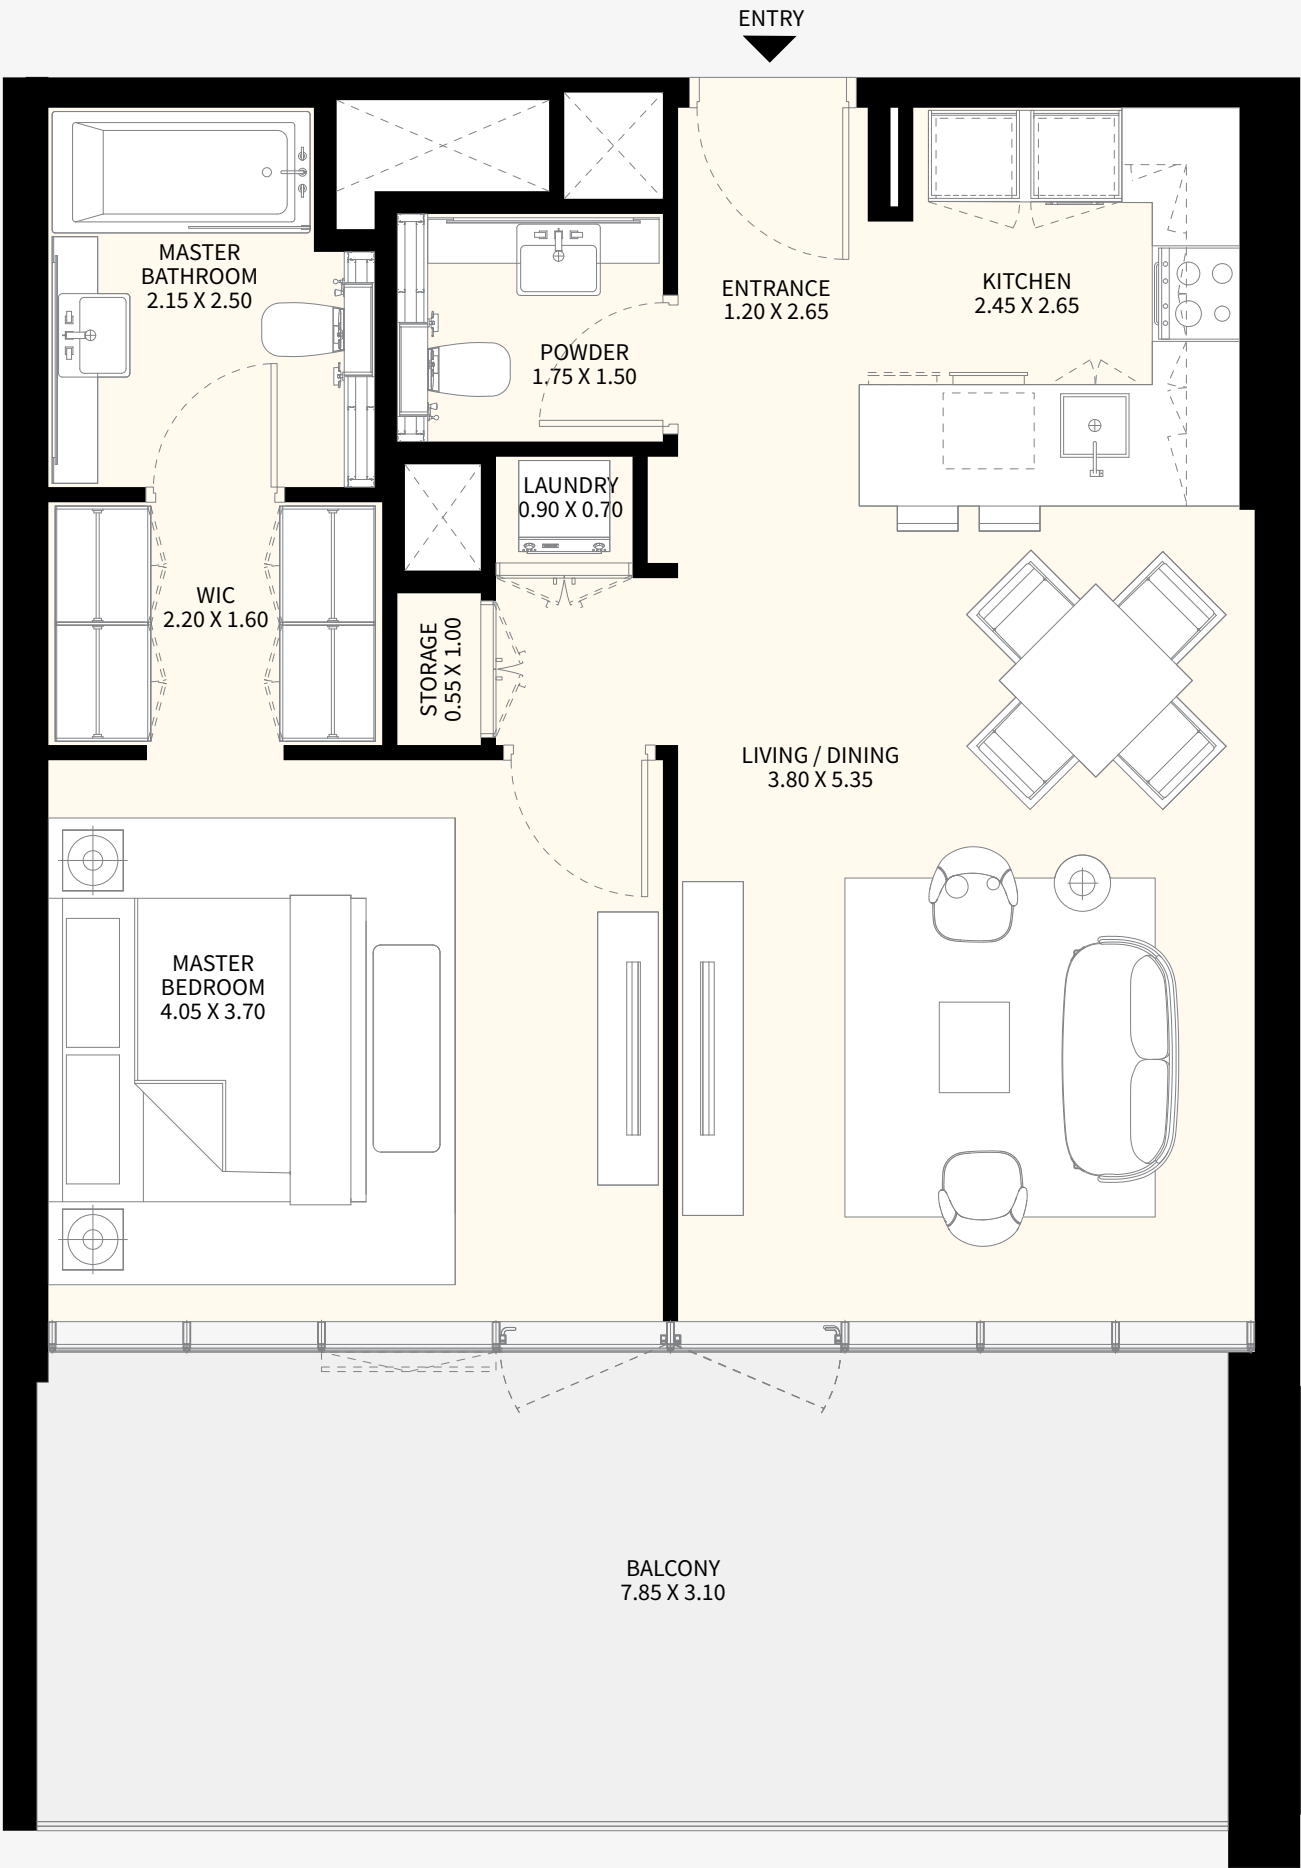 ENTRY
MASTER
BATHROOM
2.15 X 2.50
POWDER
1.75 X 1.50
ENTRANCE
1.20 X 2.65
KITCHEN
2.45 X 2.65
LAUNDRY
0.90 X 0.70
WIC
2.20 X 1.60
STORAGE
0.55 X 1.00
LIVING / DINING
3.80 X 5.35
MASTER
BEDROOM
4.05 X 3.70
BALCONY
7.85 X 3.10